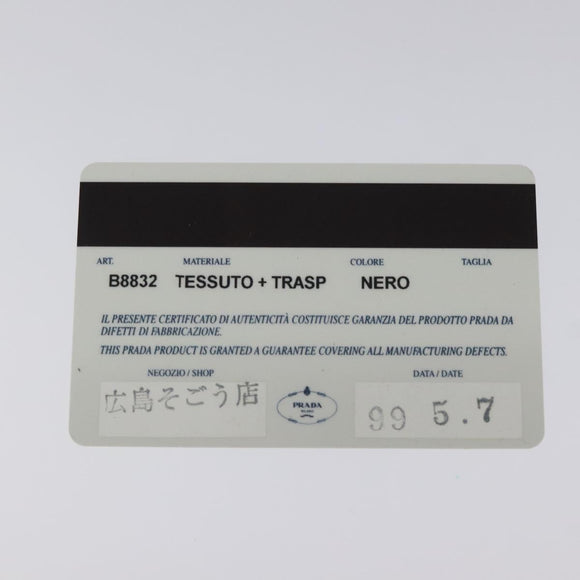 ART. MATERIALE COLORE TAGLIA
B8832 TESSUTO + TRASP NERO
IL PRESENTE CERTIFICATO DI AUTENTICITÀ COSTITUISCE GARANZIA DEL PRODOTTO PRADA DA
DIFETTI DI FABBRICAZIONE.
THIS PRADA PRODUCT IS GRANTED A GUARANTEE COVERING ALL MANUFACTURING DEFECTS.
NEGOZIO / SHOP DATA / DATE
広島そごう店
PRADA
MILANO
99 5.7